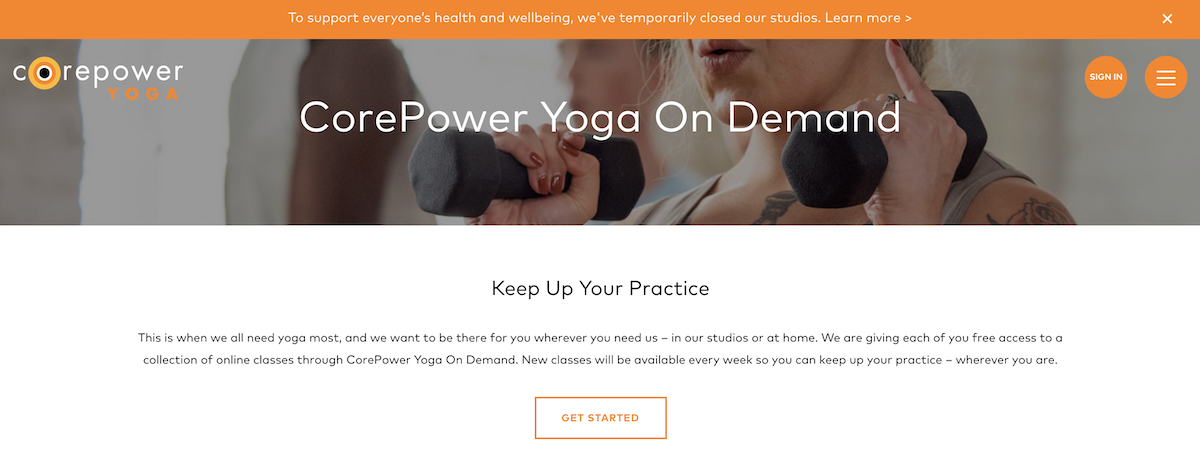 To support everyone's health and wellbeing, we've temporarily closed our studios. Learn more >
corepower
YOGA
SIGN IN
CorePower Yoga On Demand
Keep Up Your Practice
This is when we all need yoga most, and we want to be there for you wherever you need us – in our studios or at home. We are giving each of you free access to a
collection of online classes through CorePower Yoga On Demand. New classes will be available every week so you can keep up your practice – wherever you are.
GET STARTED